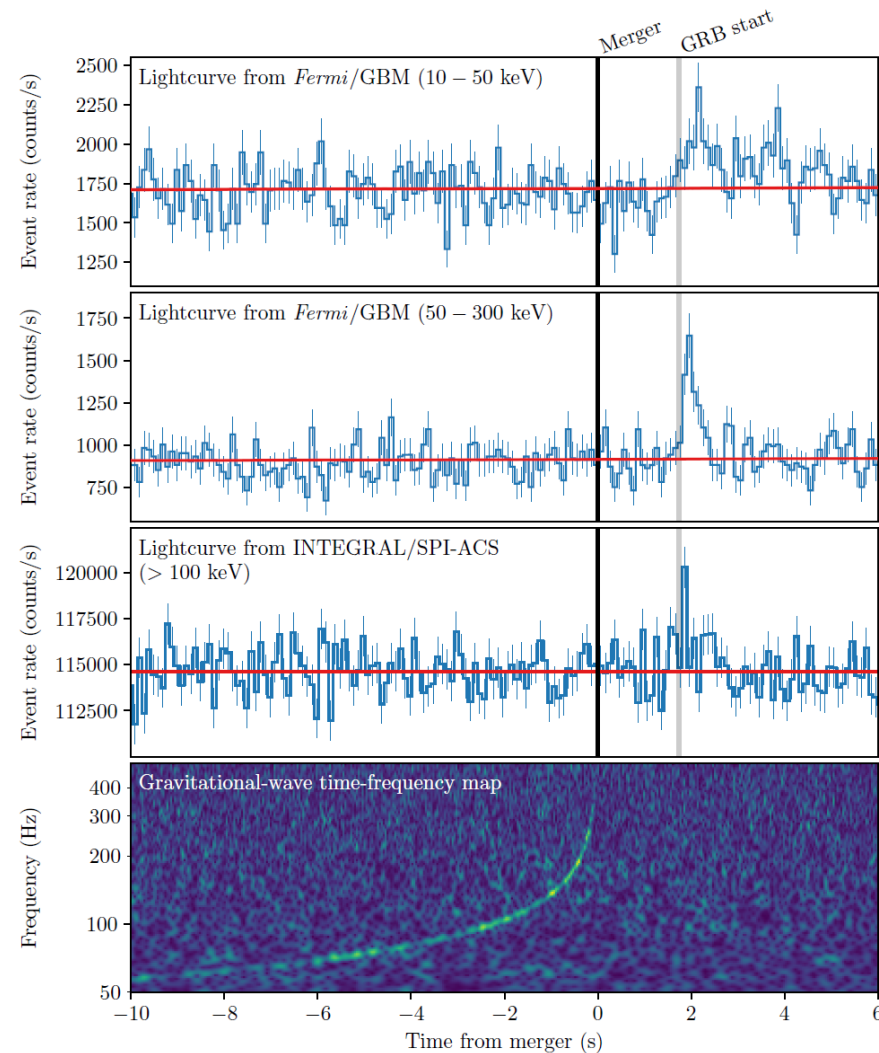 Merger
GRB start
Lightcurve from Fermi/GBM (10 – 50 keV)
Event rate (counts/s)
2500
2250
2000
1750
1500
1250
Lightcurve from Fermi/GBM (50 – 300 keV)
Event rate (counts/s)
1750
1500
1250
1000
750
Lightcurve from INTEGRAL/SPI-ACS
(> 100 keV)
Event rate (counts/s)
120000
117500
115000
112500
Gravitational-wave time-frequency map
Frequency (Hz)
400
300
200
100
50
−10
−8
−6
−4
−2
0
2
4
6
Time from merger (s)